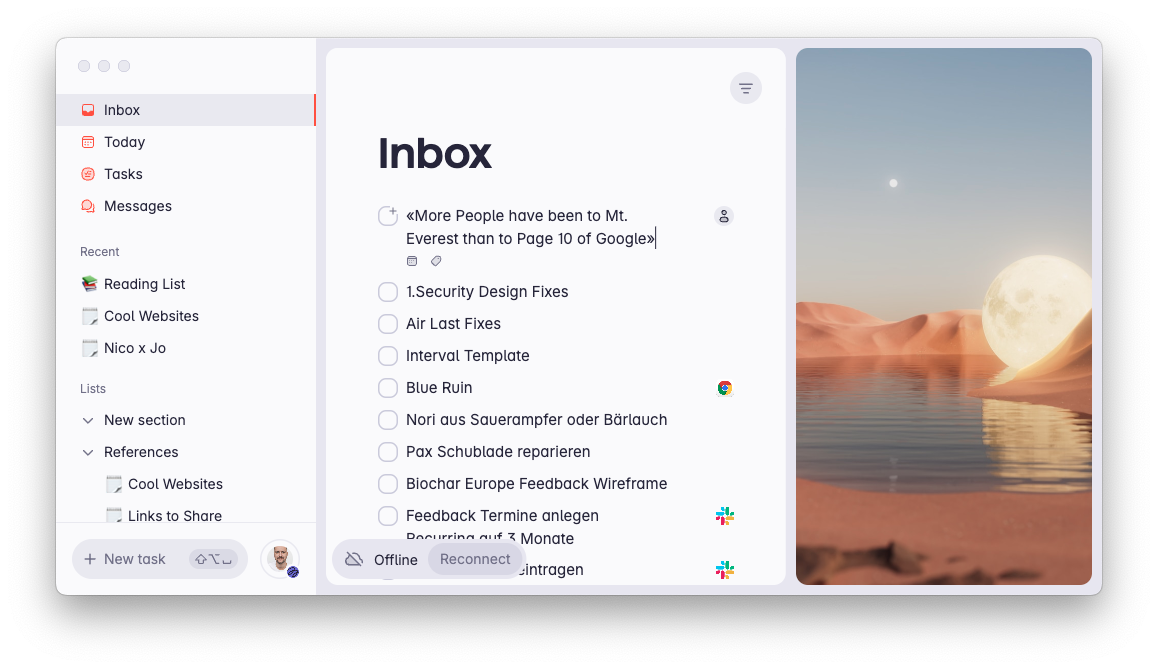 Inbox
Today
Tasks
Messages
Recent
Reading List
Cool Websites
Nico x Jo
Lists
New section
References
Cool Websites
Links to Share
New task
Inbox
«More People have been to Mt.
Everest than to Page 10 of Google»
1.Security Design Fixes
Air Last Fixes
Interval Template
Blue Ruin
Nori aus Sauerampfer oder Bärlauch
Pax Schublade reparieren
Biochar Europe Feedback Wireframe
Feedback Termine anlegen
Recurring auf 3 Monate
eintragen
Offline
Reconnect